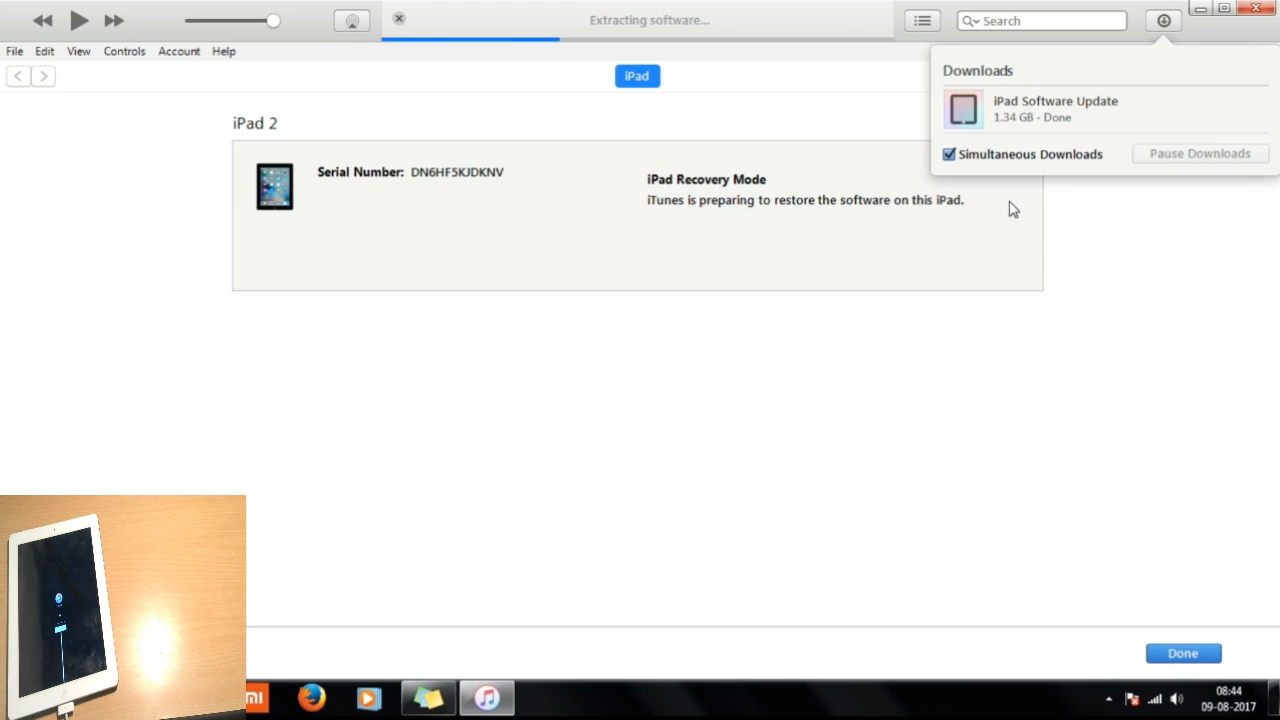 Extracting software...
Search
File Edit View Controls Account Help
iPad
Downloads
iPad Software Update
1.34 GB - Done
Simultaneous Downloads
Pause Downloads
iPad 2
Serial Number: DN6HF5KJDKNV
iPad Recovery Mode
iTunes is preparing to restore the software on this iPad.
Done
mi
08:44
09-08-2017